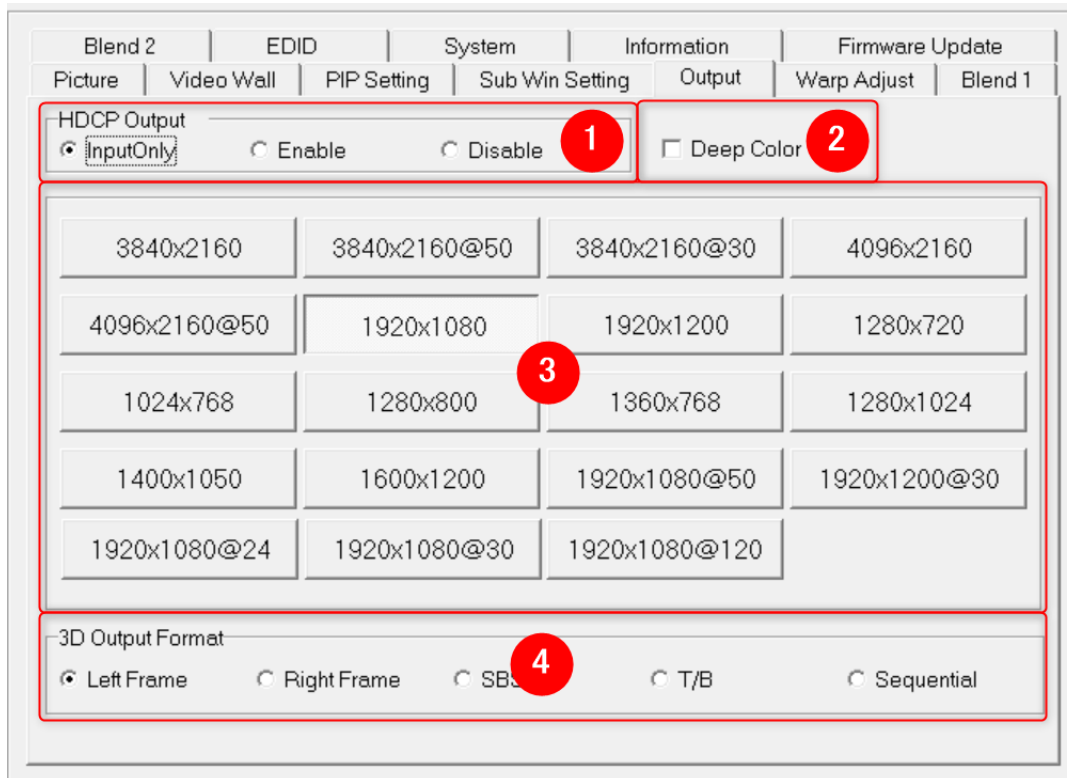 Blend 2 EDID System Information Firmware Update
Picture Video Wall PIP Setting Sub Win Setting Output Warp Adjust Blend 1
HDCP Output
InputOnly Enable Disable 1 Deep Color 2
3840x2160 3840x2160@50 3840x2160@30 4096x2160
4096x2160@50 1920x1080 1920x1200 1280x720
3
1024x768 1280x800 1360x768 1280x1024
1400x1050 1600x1200 1920x1080@50 1920x1200@30
1920x1080@24 1920x1080@30 1920x1080@120
3D Output Format
Left Frame Right Frame SBS 4 T/B Sequential